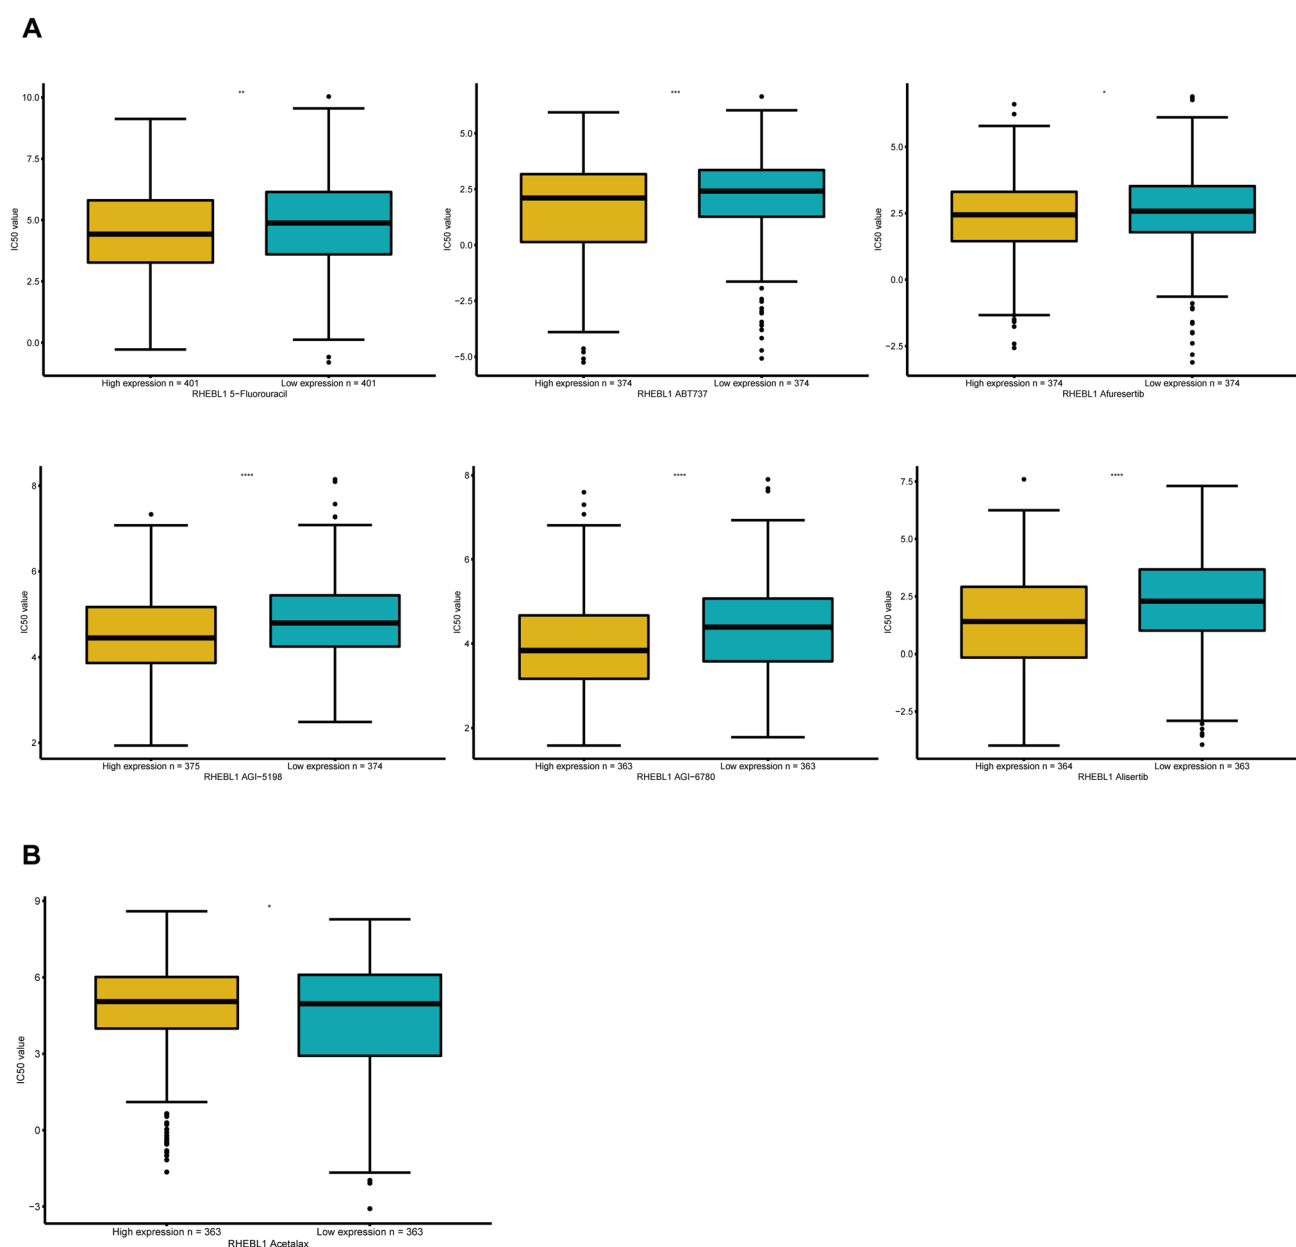 A
**
10.0
7.5
5.0
2.5
0.0
IC50 value
High expression n = 401 Low expression n = 401
RHEBL1 5−Fluorouracil
***
5.0
2.5
0.0
−2.5
−5.0
IC50 value
High expression n = 374 Low expression n = 374
RHEBL1 ABT737
*
5.0
2.5
0.0
−2.5
IC50 value
High expression n = 374 Low expression n = 374
RHEBL1 Afuresertib
****
8
6
4
2
IC50 value
High expression n = 375 Low expression n = 374
RHEBL1 AGI−5198
****
8
6
4
2
IC50 value
High expression n = 363 Low expression n = 363
RHEBL1 AGI−6780
****
7.5
5.0
2.5
0.0
−2.5
IC50 value
High expression n = 364 Low expression n = 363
RHEBL1 Alisertib
B
*
9
6
3
0
−3
IC50 value
High expression n = 363 Low expression n = 363
RHEBL1 Acetalax